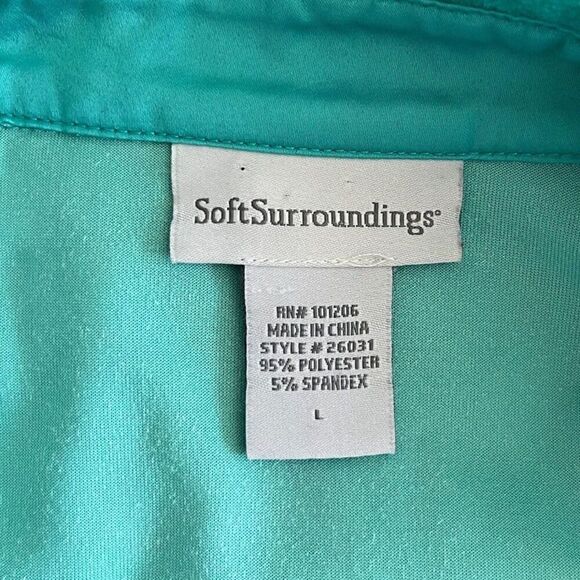 SoftSurroundings®
RN# 101206
MADE IN CHINA
STYLE # 26031
95% POLYESTER
5% SPANDEX
L